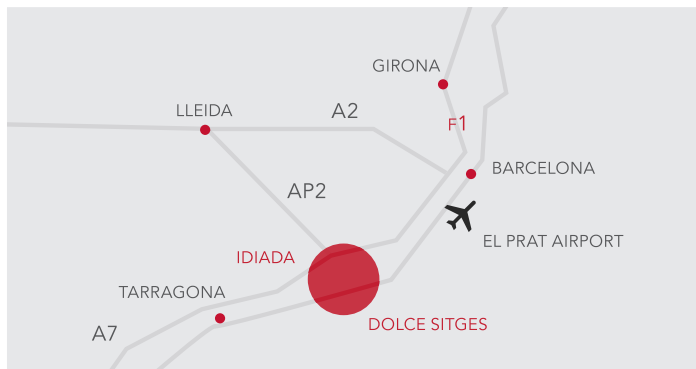 GIRONA
LLEIDA
A2
F1
BARCELONA
AP2
EL PRAT AIRPORT
IDIADA
TARRAGONA
DOLCE SITGES
A7